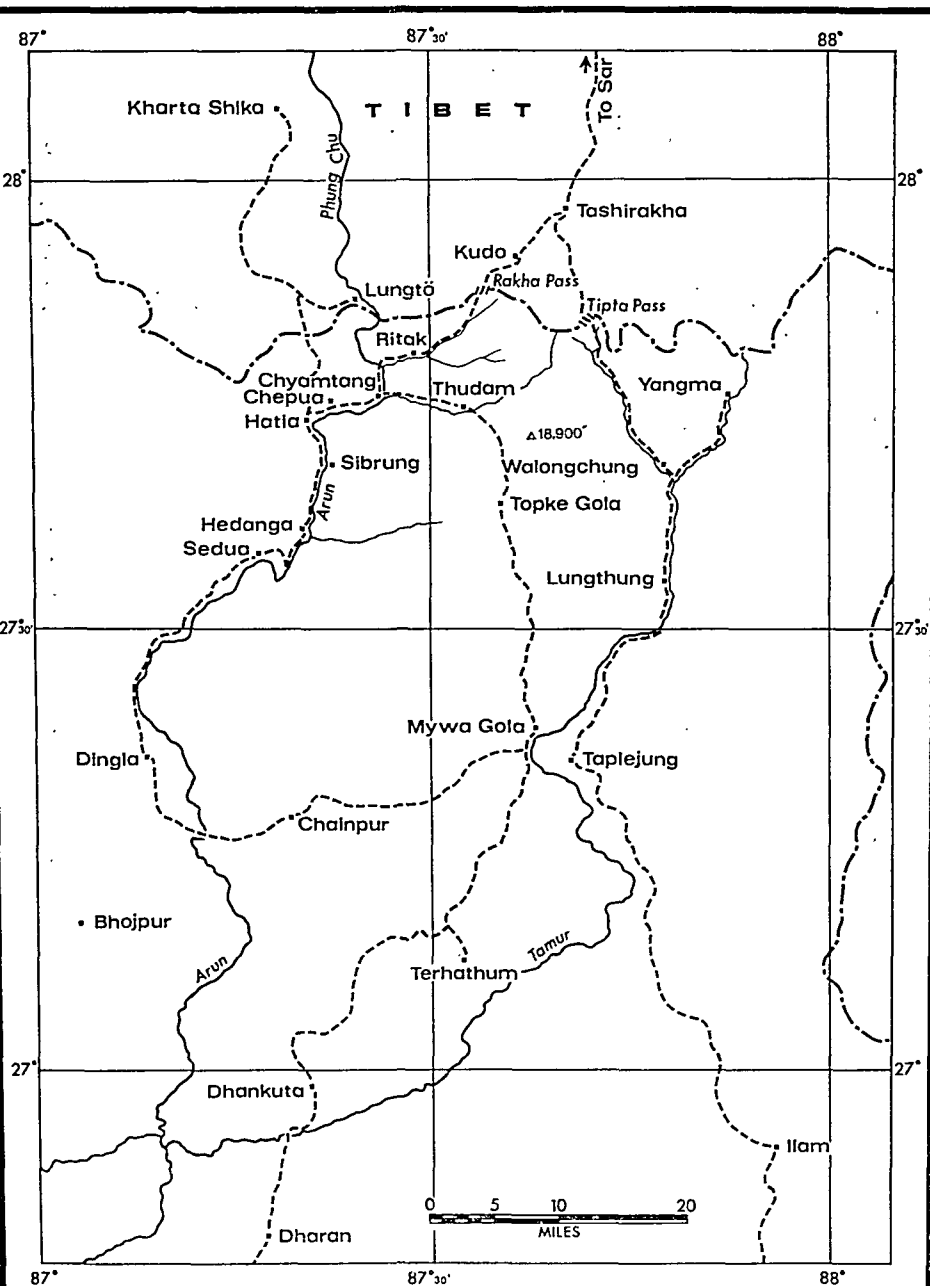 87°
87°30'
88°
To Sar
Kharta Shika
TIBET
Phung Chu
28°
28°
Tashirakha
Kudo
Rakha Pass
Lungtö
Tipta Pass
Ritak
Chyamtang
Thudam
Yangma
Chepua
Hatia
18,900'
Sibrung
Walongchung
Arun
Topke Gola
Hedanga
Sedua
Lungthung
27°30'
27°30'
Mywa Gola
Dingla
Taplejung
Chainpur
Bhojpur
Tamur
Arun
Terhathum
27°
27°
Dhankuta
Ilam
0 5 10 20
MILES
Dharan
87°
87°30'
88°